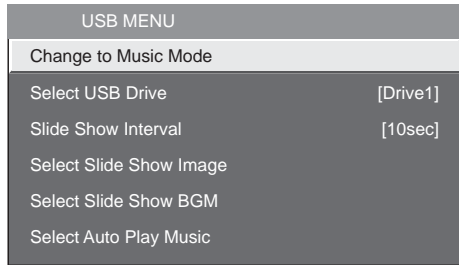 USB MENU
Change to Music Mode
Select USB Drive [Drive1]
Slide Show Interval [10sec]
Select Slide Show Image
Select Slide Show BGM
Select Auto Play Music